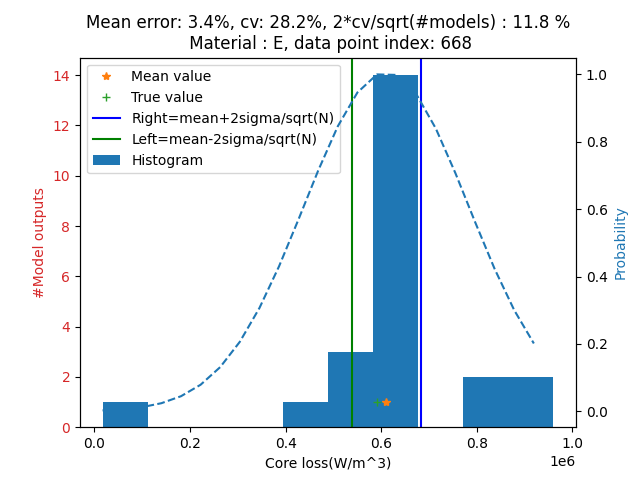 Mean error: 3.4%, cv: 28.2%, 2*cv/sqrt(#models) : 11.8 %
Material : E, data point index: 668
Mean value
True value
Right=mean+2sigma/sqrt(N)
Left=mean-2sigma/sqrt(N)
Histogram
#Model outputs
14
12
10
8
6
4
2
0
1.0
0.8
0.6
0.4
0.2
0.0
Probability
0.0 0.2 0.4 0.6 0.8 1.0
1e6
Core loss(W/m^3)